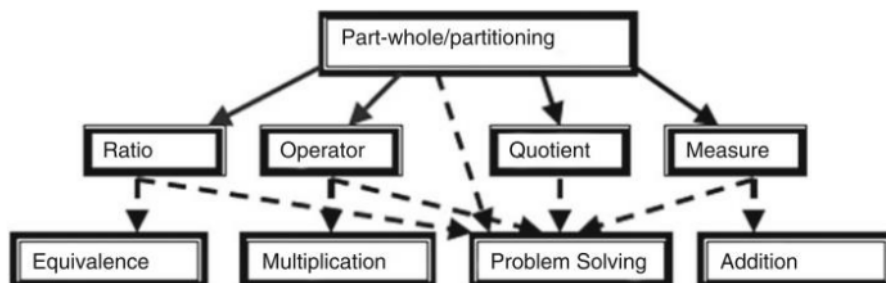 Part-whole/partitioning
Ratio
Operator
Quotient
Measure
Equivalence
Multiplication
Problem Solving
Addition